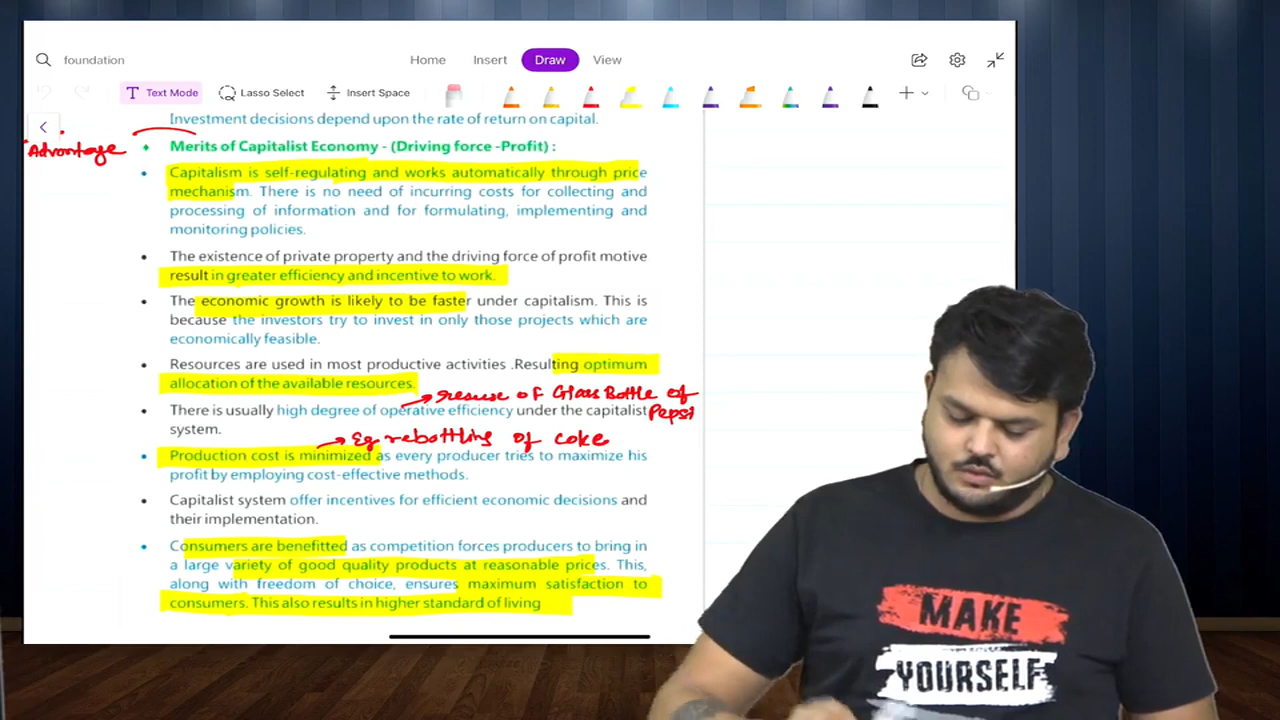 foundation
Home Insert Draw View
Text Mode Lasso Select Insert Space
Investment decisions depend upon the rate of return on capital.
Advantage
Merits of Capitalist Economy - (Driving force -Profit) :
Capitalism is self-regulating and works automatically through price
mechanism. There is no need of incurring costs for collecting and
processing of information and for formulating, implementing and
monitoring policies.
The existence of private property and the driving force of profit motive
result in greater efficiency and incentive to work.
The economic growth is likely to be faster under capitalism. This is
because the investors try to invest in only those projects which are
economically feasible.
Resources are used in most productive activities .Resulting optimum
allocation of the available resources.
resuse of Glass Bottle of
Pepsi
There is usually high degree of operative efficiency under the capitalist
system.
Eg rebottling of coke
Production cost is minimized as every producer tries to maximize his
profit by employing cost-effective methods.
Capitalist system offer incentives for efficient economic decisions and
their implementation.
Consumers are benefitted as competition forces producers to bring in
a large variety of good quality products at reasonable prices. This,
along with freedom of choice, ensures maximum satisfaction to
consumers. This also results in higher standard of living
MAKE
YOURSELF